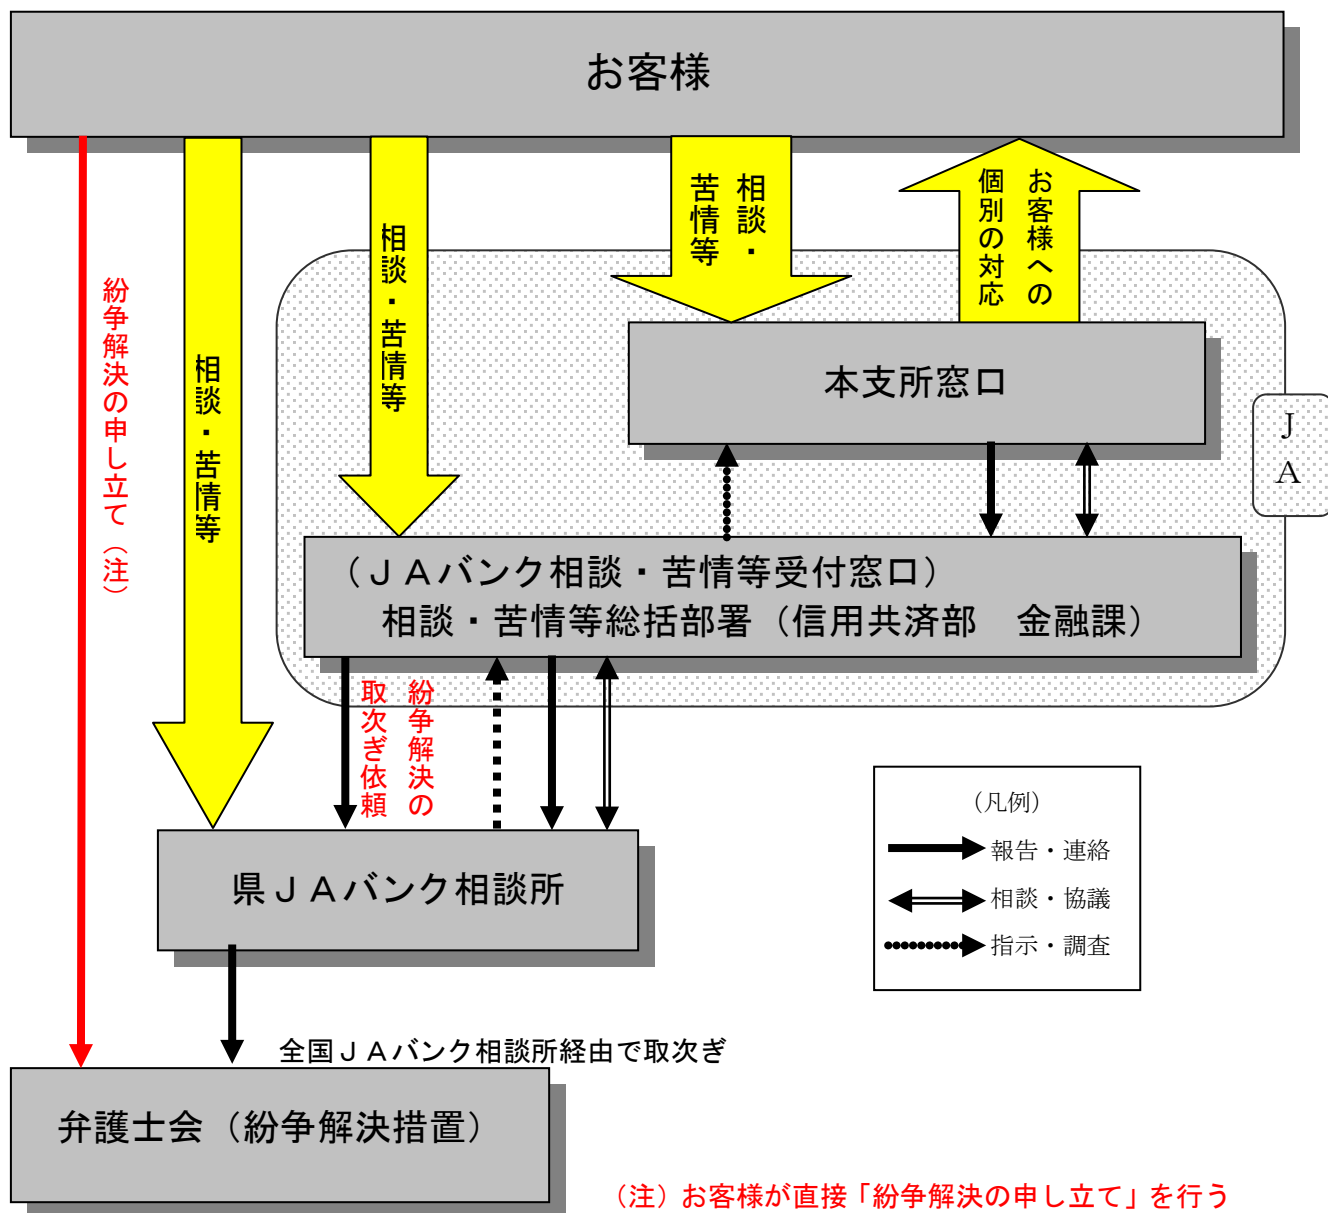 お客様
相談・
苦情等
お客様への
個別の対応
相談・苦情等
相談・苦情等
紛争解決の申し立て（注）
本支所窓口
ＪＡ
（ＪＡバンク相談・苦情等受付窓口）
相談・苦情等総括部署（信用共済部　金融課）
紛争解決の
取次ぎ依頼
県ＪＡバンク相談所
（凡例）
報告・連絡
相談・協議
指示・調査
全国ＪＡバンク相談所経由で取次ぎ
弁護士会（紛争解決措置）
（注）お客様が直接「紛争解決の申し立て」を行う